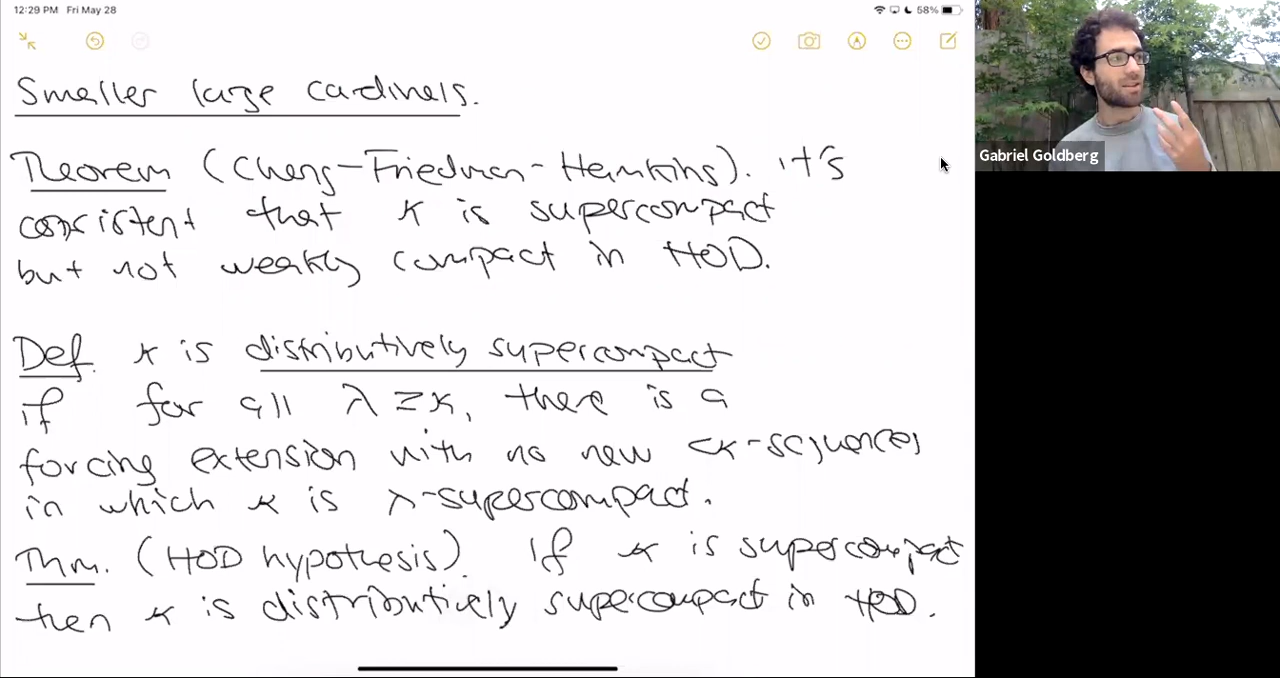 12:29 PM Fri May 28
58%
Smaller large cardinals.
Theorem (Cheng-Friedman-Hamkins). It's
consistent that κ is supercompact
but not weakly compact in HOD.
Def. κ is distributively supercompact
if for all λ ≥ κ, there is a
forcing extension with no new <κ-sequences
in which κ is λ-supercompact.
Thm. (HOD hypothesis). If κ is supercompact
then κ is distributively supercompact in HOD.
Gabriel Goldberg